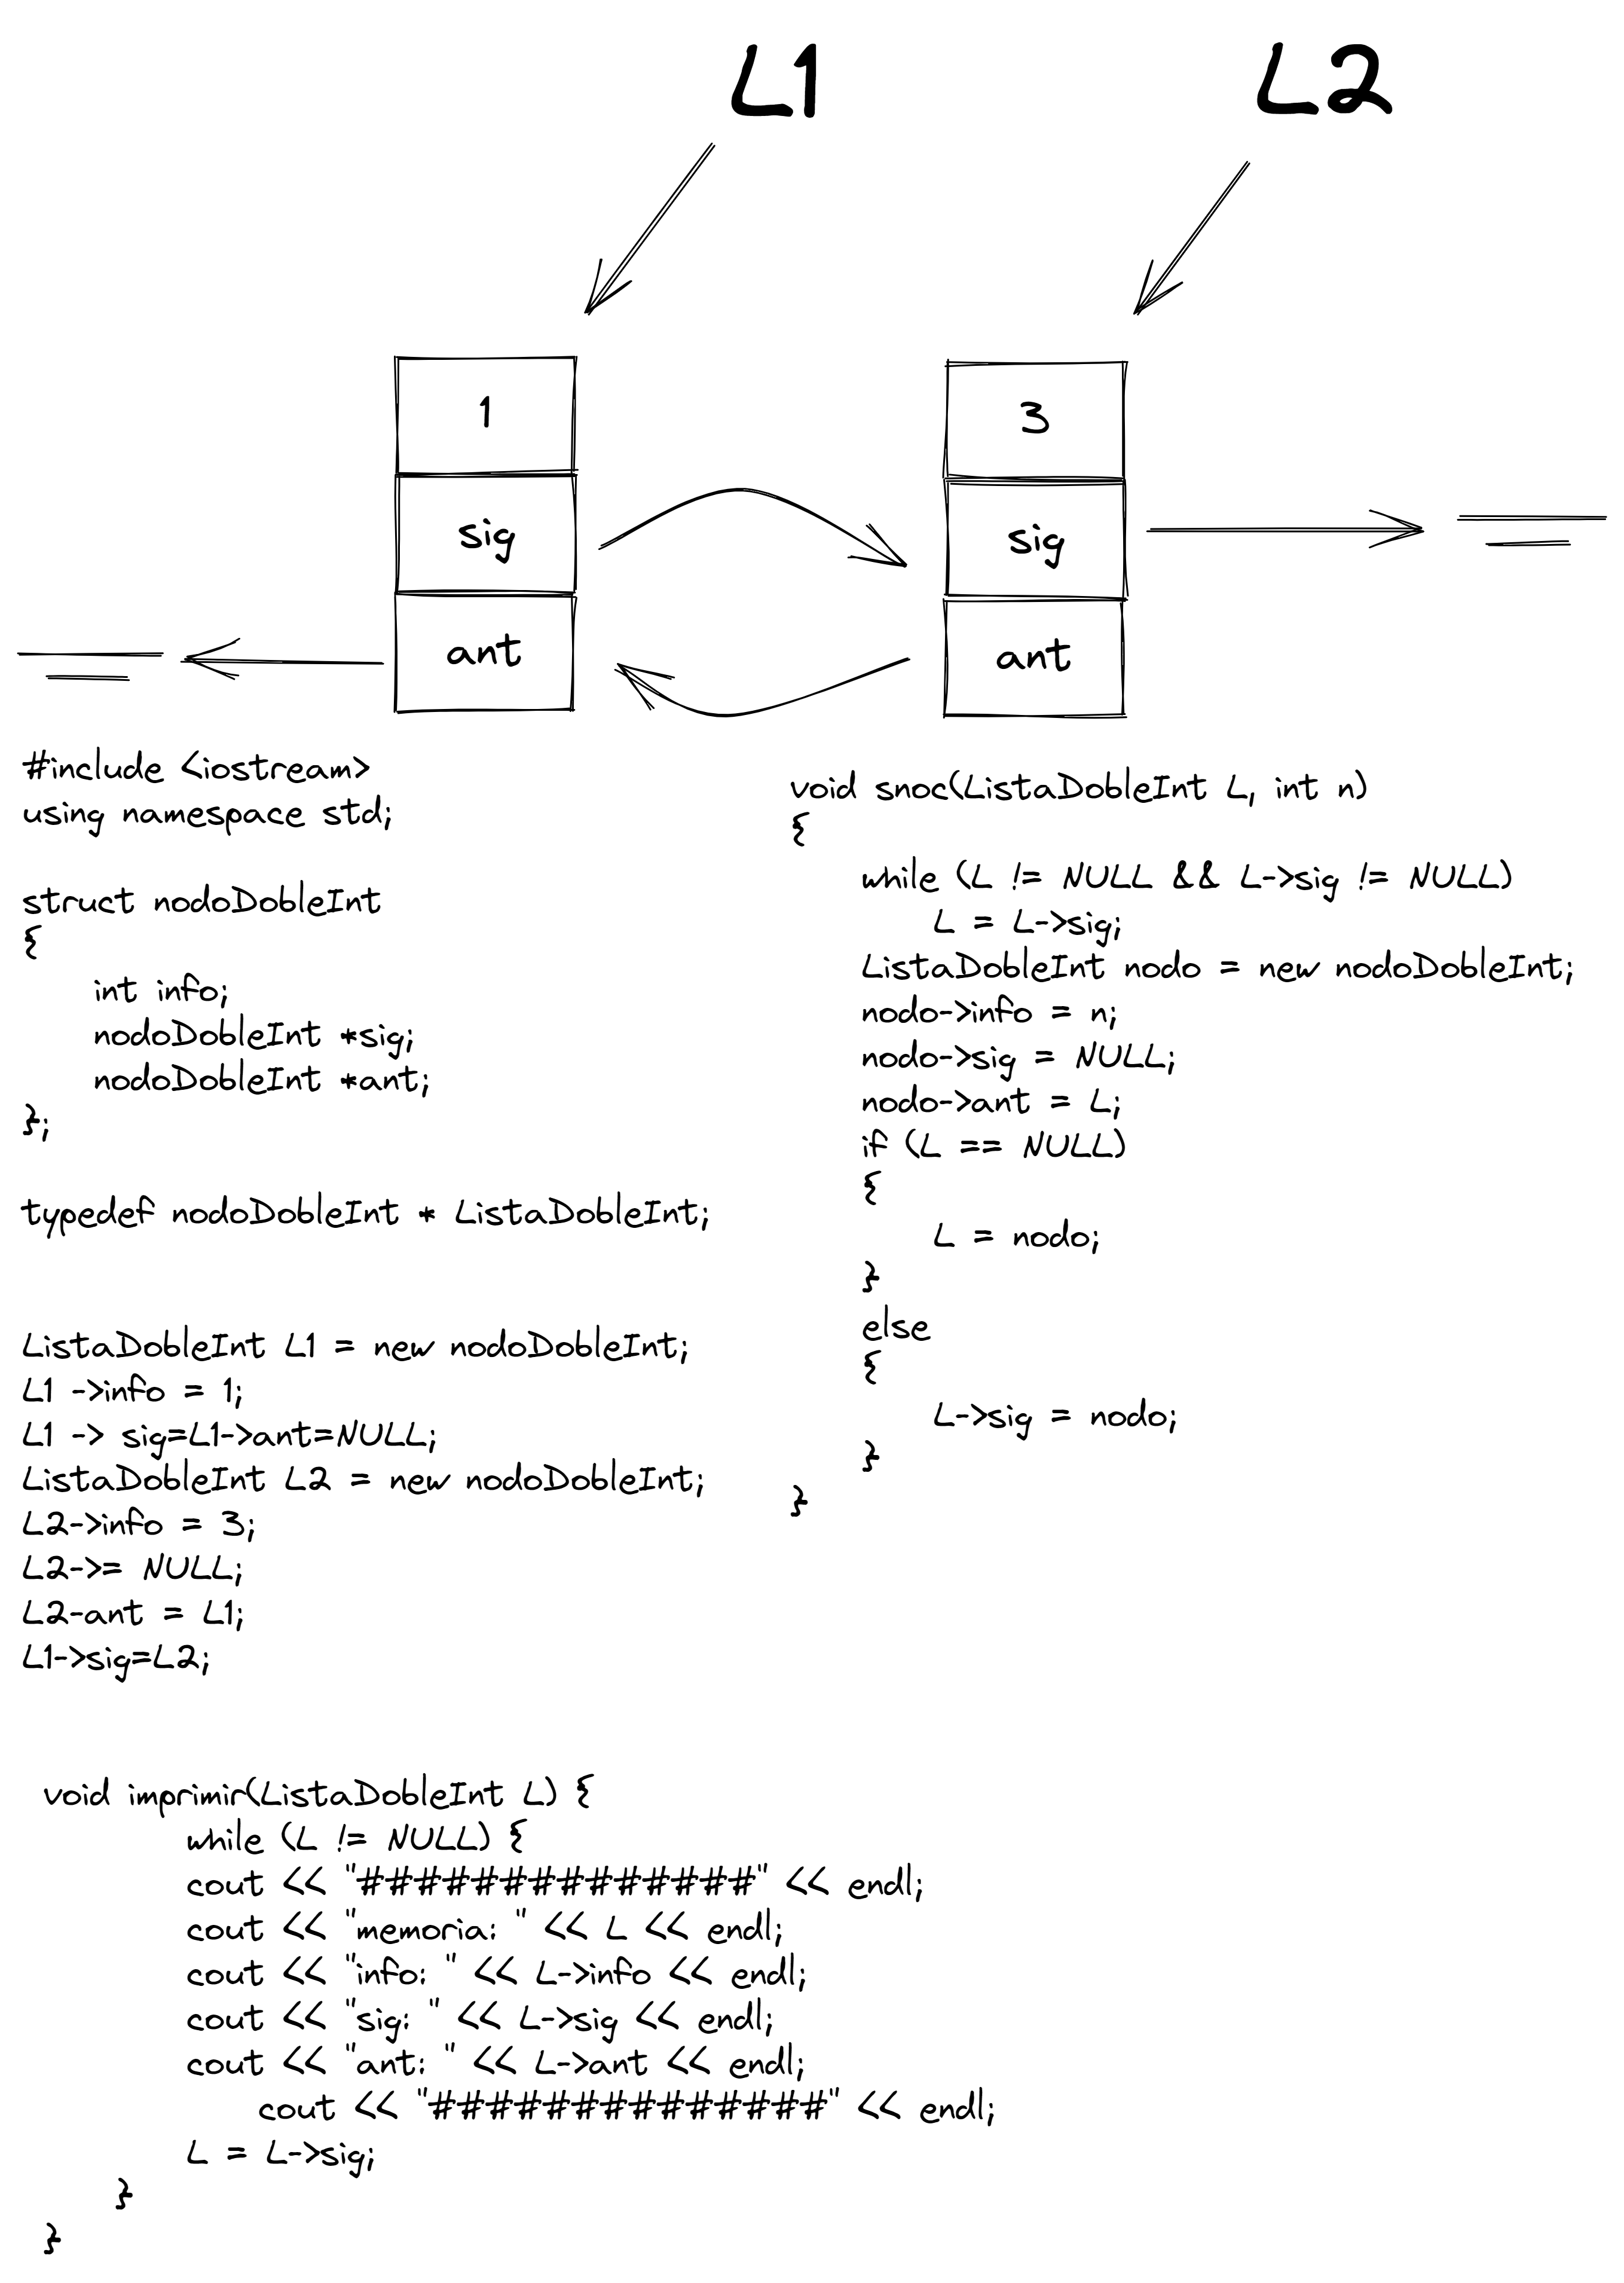 L1
L2
1
3
sig
sig
ant
ant
#include <iostream>
using namespace std;
struct nodoDobleInt
{
int info;
nodoDobleInt *sig;
nodoDobleInt *ant;
};
typedef nodoDobleInt * ListaDobleInt;
ListaDobleInt L1 = new nodoDobleInt;
L1 ->info = 1;
L1 -> sig=L1->ant=NULL;
ListaDobleInt L2 = new nodoDobleInt;
L2->info = 3;
L2->= NULL;
L2-ant = L1;
L1->sig=L2;
void snoc(ListaDobleInt L, int n)
{
while (L != NULL && L->sig != NULL)
L = L->sig;
ListaDobleInt nodo = new nodoDobleInt;
nodo->info = n;
nodo->sig = NULL;
nodo->ant = L;
if (L == NULL)
{
L = nodo;
}
else
{
L->sig = nodo;
}
}
void imprimir(ListaDobleInt L) {
while (L != NULL) {
cout << "##############" << endl;
cout << "memoria: " << L << endl;
cout << "info: " << L->info << endl;
cout << "sig: " << L->sig << endl;
cout << "ant: " << L->ant << endl;
cout << "##############" << endl;
L = L->sig;
}
}